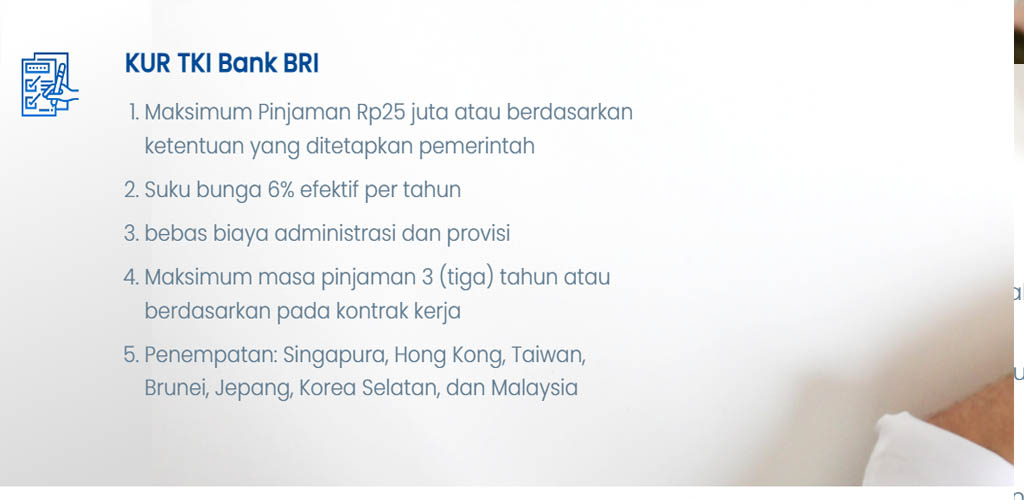 KUR TKI Bank BRI
1. Maksimum Pinjaman Rp25 juta atau berdasarkan
ketentuan yang ditetapkan pemerintah
2. Suku bunga 6% efektif per tahun
3. bebas biaya administrasi dan provisi
4. Maksimum masa pinjaman 3 (tiga) tahun atau
berdasarkan pada kontrak kerja
5. Penempatan: Singapura, Hong Kong, Taiwan,
Brunei, Jepang, Korea Selatan, dan Malaysia